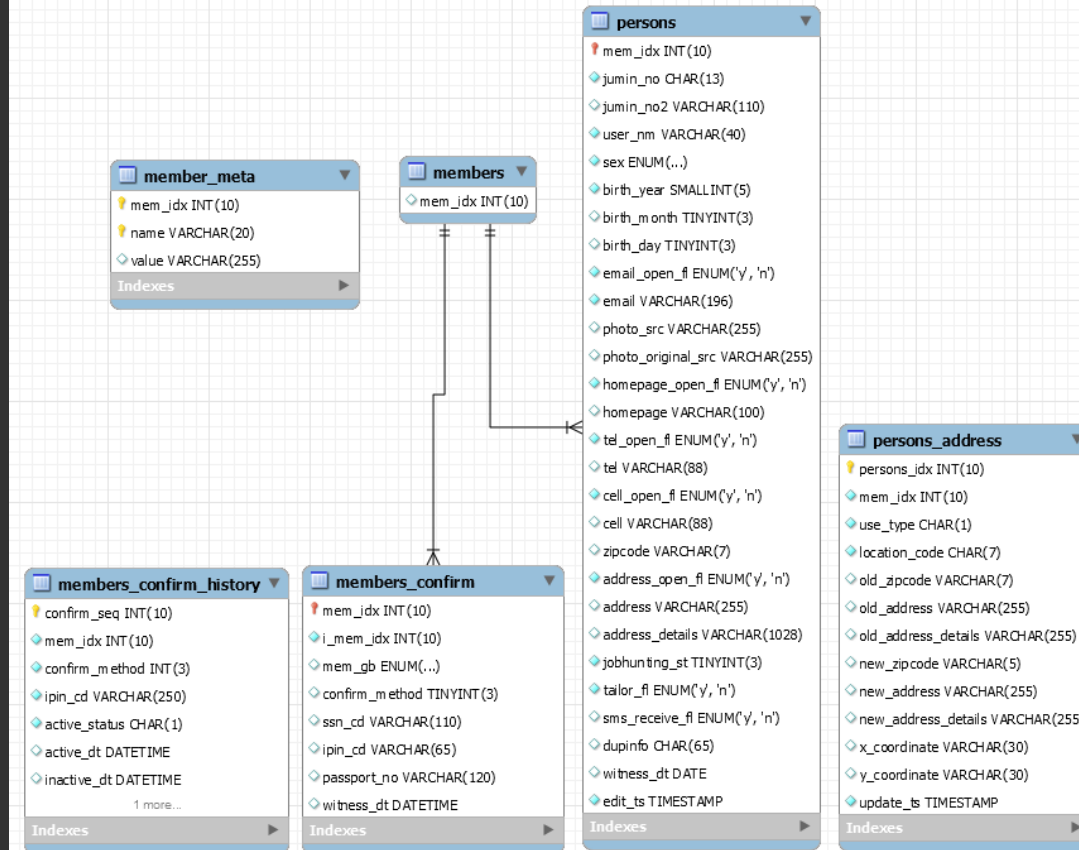 member_meta
mem_idx INT(10)
name VARCHAR(20)
value VARCHAR(255)
Indexes
members
mem_idx INT(10)
persons
mem_idx INT(10)
jumin_no CHAR(13)
jumin_no2 VARCHAR(110)
user_nm VARCHAR(40)
sex ENUM(...)
birth_year SMALLINT(5)
birth_month TINYINT(3)
birth_day TINYINT(3)
email_open_fl ENUM('y', 'n')
email VARCHAR(196)
photo_src VARCHAR(255)
photo_original_src VARCHAR(255)
homepage_open_fl ENUM('y', 'n')
homepage VARCHAR(100)
tel_open_fl ENUM('y', 'n')
tel VARCHAR(88)
cell_open_fl ENUM('y', 'n')
cell VARCHAR(88)
zipcode VARCHAR(7)
address_open_fl ENUM('y', 'n')
address VARCHAR(255)
address_details VARCHAR(1028)
jobhunting_st TINYINT(3)
tailor_fl ENUM('y', 'n')
sms_receive_fl ENUM('y', 'n')
dupinfo CHAR(65)
witness_dt DATE
edit_ts TIMESTAMP
Indexes
members_confirm_history
confirm_seq INT(10)
mem_idx INT(10)
confirm_method INT(3)
ipin_cd VARCHAR(250)
active_status CHAR(1)
active_dt DATETIME
inactive_dt DATETIME
1 more...
Indexes
members_confirm
mem_idx INT(10)
i_mem_idx INT(10)
mem_gb ENUM(...)
confirm_method TINYINT(3)
ssn_cd VARCHAR(110)
ipin_cd VARCHAR(65)
passport_no VARCHAR(120)
witness_dt DATETIME
Indexes
persons_address
persons_idx INT(10)
mem_idx INT(10)
use_type CHAR(1)
location_code CHAR(7)
old_zipcode VARCHAR(7)
old_address VARCHAR(255)
old_address_details VARCHAR(255)
new_zipcode VARCHAR(5)
new_address VARCHAR(255)
new_address_details VARCHAR(255
x_coordinate VARCHAR(30)
y_coordinate VARCHAR(30)
update_ts TIMESTAMP
Indexes